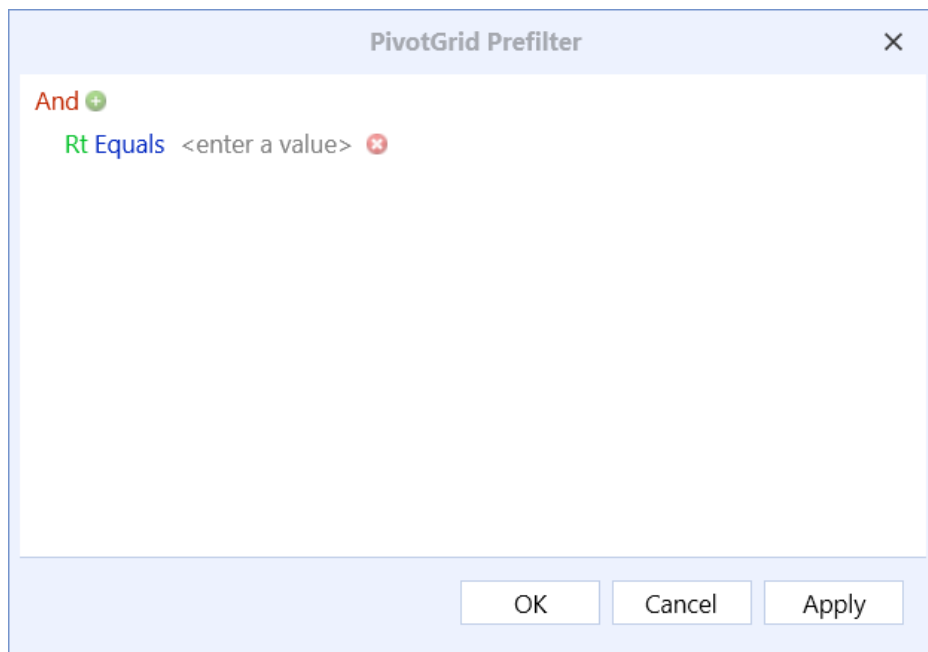 PivotGrid Prefilter
And
Rt Equals <enter a value>
OK Cancel Apply